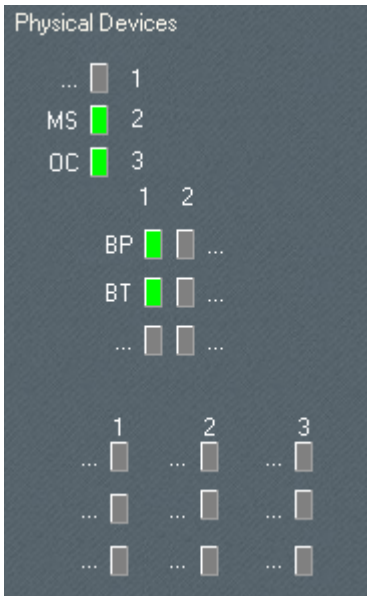 Physical Devices
... 1
MS 2
OC 3
1 2
BP ...
BT ...
... ...
1 2 3
... ... ...
... ... ...
... ... ...